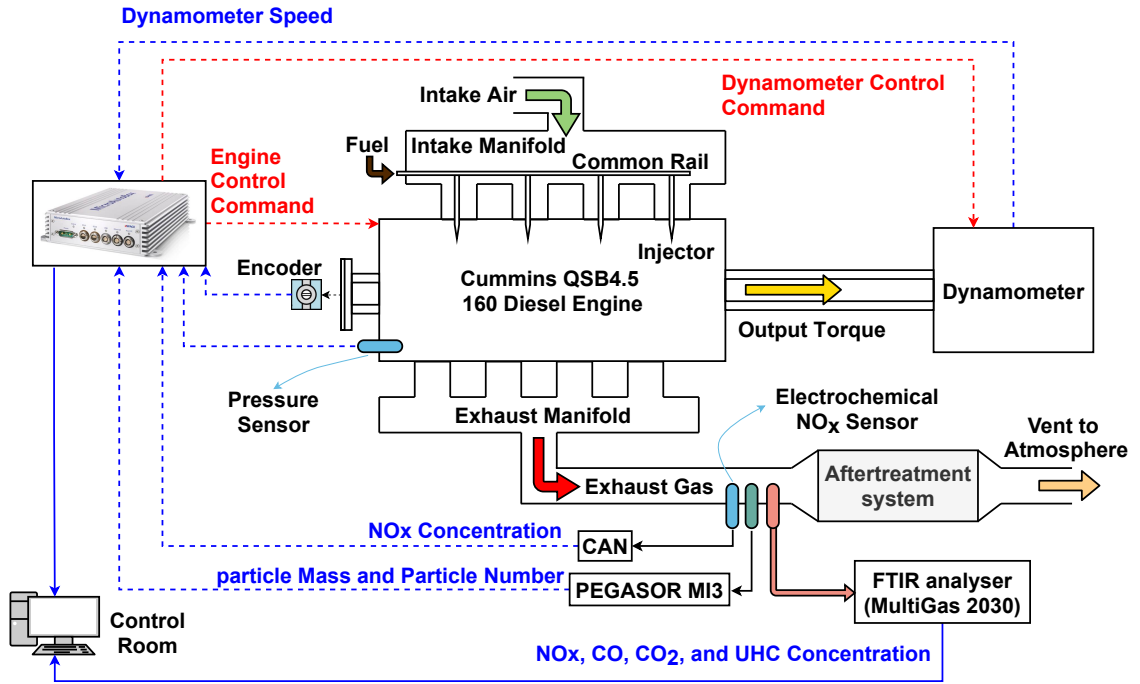 Dynamometer Speed
Intake Air
Dynamometer Control
Command
Fuel
Intake Manifold
Common Rail
Engine
Control
Command
Injector
Encoder
Cummins QSB4.5
160 Diesel Engine
Dynamometer
Output Torque
Pressure
Sensor
Exhaust Manifold
Electrochemical
NOx Sensor
Vent to
Atmosphere
Exhaust Gas
Aftertreatment
system
NOx Concentration
CAN
particle Mass and Particle Number
PEGASOR MI3
FTIR analyser
(MultiGas 2030)
Control
Room
NOx, CO, CO2, and UHC Concentration